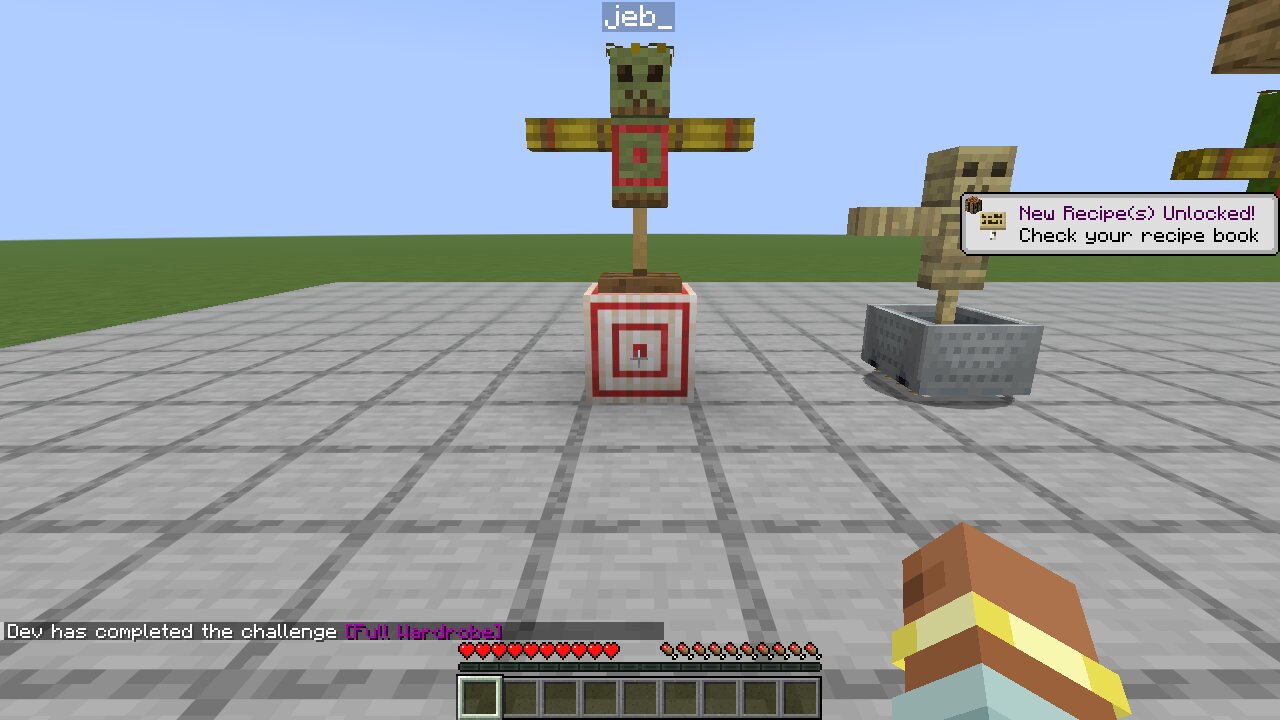 jeb_
New Recipe(s) Unlocked!
Check your recipe book
Dev has completed the challenge [Full Wardrobe]